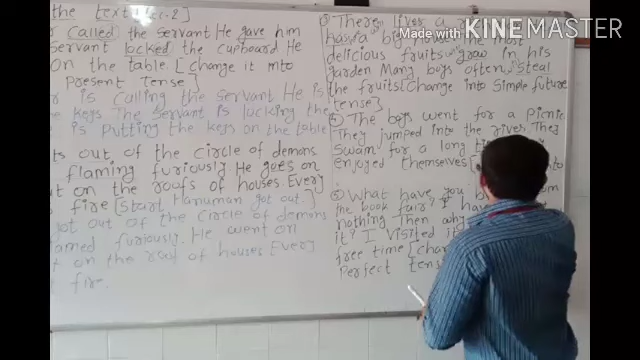 the text
r called the servant He gave him
servant locked the cupboard He
on the table [change it into
Present Tense]
r is calling the servant He is
e keys The servant is locking the
is putting the keys on the table
ts out of the circle of demons
flaming furiously. He goes on
on the roofs of houses. Every
fire [start Hanuman got out.]
got out of the circle of demons
amed furiously. He went on
t on the roof of houses Every
fire.
There lives a
has a big
delicious fruits grow in his
garden Many boys often steal
the fruits [change into Simple future
tense]
The boys went for a picnic
They jumped into the river. They
swam for a long
enjoyed themselves
What have you
the book fair? I have
nothing Then why
it? I visited it
free time
Perfect tens
Made with KINEMASTER